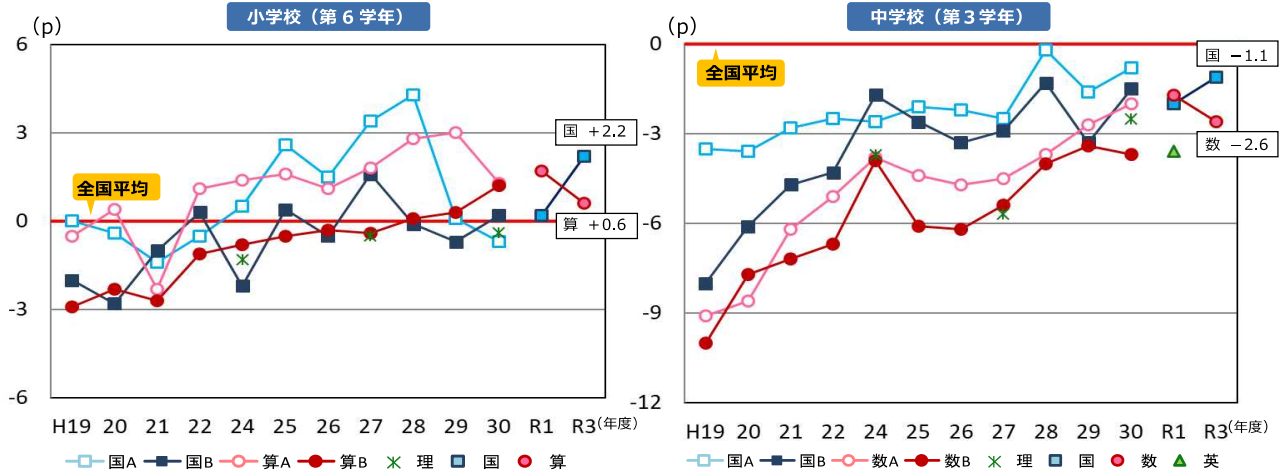 小学校（第６学年）
(p)
6
3
0
-3
-6
全国平均
国 +2.2
算 +0.6
H19 20 21 22 24 25 26 27 28 29 30 R1 R3 (年度)
国A 国B 算A 算B 理 国 算
中学校（第３学年）
(p)
0
-3
-6
-9
-12
全国平均
国 −1.1
数 −2.6
H19 20 21 22 24 25 26 27 28 29 30 R1 R3 (年度)
国A 国B 数A 数B 理 国 数 英